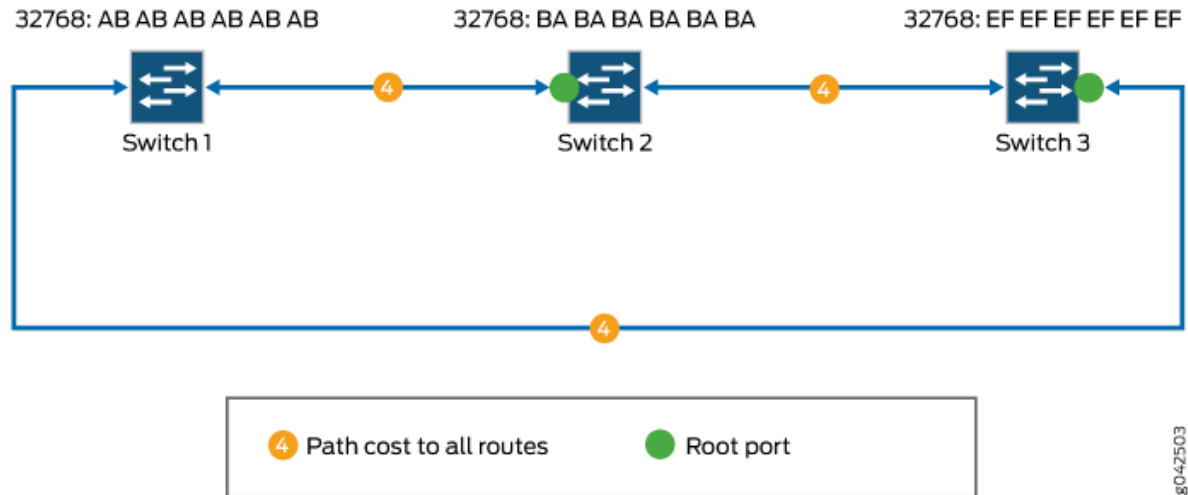 32768: AB AB AB AB AB AB
32768: BA BA BA BA BA BA
32768: EF EF EF EF EF EF
4
4
Switch 1
Switch 2
Switch 3
4
4 Path cost to all routes
Root port
g042503